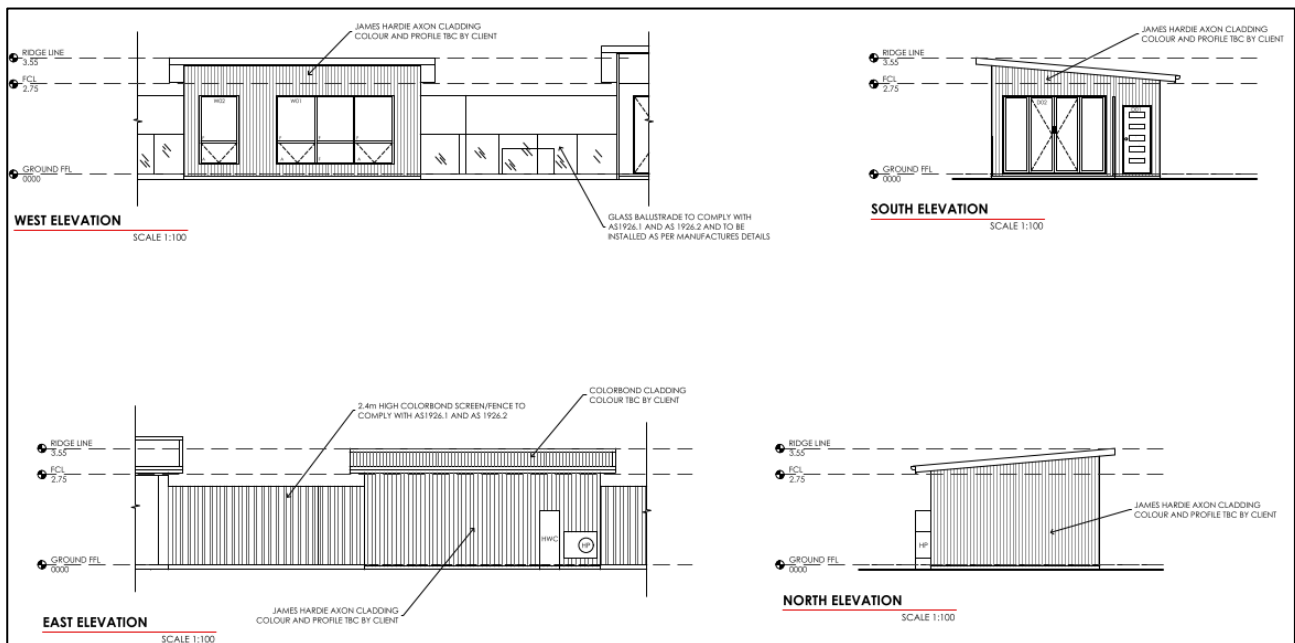 JAMES HARDIE AXON CLADDING
COLOUR AND PROFILE TBC BY CLIENT
RIDGE LINE
3.55
FCL
2.75
W02
W01
GROUND FFL
0000
WEST ELEVATION
SCALE 1:100
GLASS BALUSTRADE TO COMPLY WITH
AS1926.1 AND AS 1926.2 AND TO BE
INSTALLED AS PER MANUFACTURES DETAILS
JAMES HARDIE AXON CLADDING
COLOUR AND PROFILE TBC BY CLIENT
RIDGE LINE
3.55
FCL
2.75
D02
GROUND FFL
0000
SOUTH ELEVATION
SCALE 1:100
COLORBOND CLADDING
COLOUR TBC BY CLIENT
2.4m HIGH COLORBOND SCREEN/FENCE TO
COMPLY WITH AS1926.1 AND AS 1926.2
RIDGE LINE
3.55
FCL
2.75
HWC
HP
GROUND FFL
0000
EAST ELEVATION
SCALE 1:100
JAMES HARDIE AXON CLADDING
COLOUR AND PROFILE TBC BY CLIENT
RIDGE LINE
3.55
FCL
2.75
JAMES HARDIE AXON CLADDING
COLOUR AND PROFILE TBC BY CLIENT
HP
GROUND FFL
0000
NORTH ELEVATION
SCALE 1:100